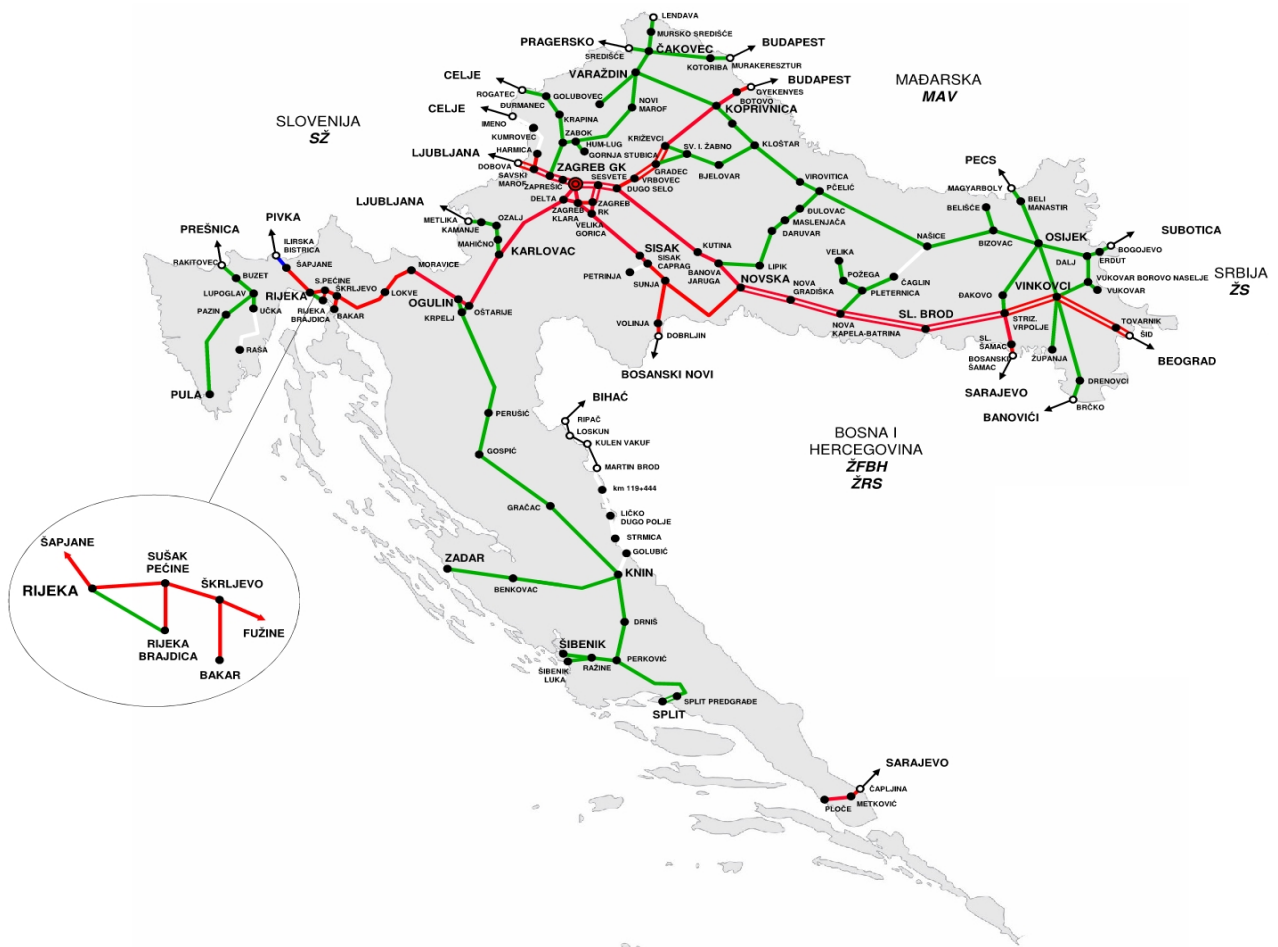 LENDAVA
MURSKO SREDIŠĆE
PRAGERSKO
SREDIŠĆE
ČAKOVEC
BUDAPEST
KOTORIBA
MURAKERESZTUR
CELJE
VARAŽDIN
BUDAPEST
MAĐARSKA
MAV
ROGATEC
GOLUBOVEC
GYEKENYES
BOTOVO
DURMANEC
NOVI
MAROF
KOPRIVNICA
CELJE
SLOVENIJA
SŽ
IMENO
KRAPINA
KUMROVEC
ZABOK
KRIŽEVCI
HARMICA
HUM-LUG
GORNJA STUBICA
SV. I. ŽABNO
KLOŠTAR
LJUBLJANA
DOBOVA
SAVSKI
MAROF
ZAGREB GK
ZAPREŠIĆ
SESVETE
GRADEC
VRBOVEC
DUGO SELO
BJELOVAR
PECS
MAGYARBOLY
VIROVITICA
PČELIĆ
DELTA
ZAGREB
KLARA
ZAGREB
RK
VELIKA
GORICA
LJUBLJANA
METLIKA
KAMANJE
OZALJ
MAHIČNO
ĐULOVAC
MASLENJAČA
DARUVAR
BELIŠĆE
BELI
MANASTIR
PIVKA
PREŠNICA
ILIRSKA
BISTRICA
KARLOVAC
SISAK
SISAK
CAPRAG
KUTINA
NAŠICE
BIZOVAC
OSIJEK
SUBOTICA
BOGOJEVO
DALJ
ERDUT
RAKITOVEC
ŠAPJANE
MORAVICE
PETRINJA
SUNJA
BANOVA
JARUGA
LIPIK
VELIKA
POŽEGA
ČAGLIN
PLETERNICA
VUKOVAR BOROVO NASELJE
VUKOVAR
SRBIJA
ŽS
BUZET
S.PEĆINE
ŠKRLJEVO
LUPOGLAV
RIJEKA
LOKVE
OGULIN
NOVSKA
ĐAKOVO
VINKOVCI
PAZIN
UČKA
RIJEKA
BRAJDICA
BAKAR
KRPELJ
OŠTARIJE
NOVA
GRADIŠKA
SL. BROD
VOLINJA
DOBRLJIN
NOVA
KAPELA-BATRINA
STRIZ.
VRPOLJE
TOVARNIK
ŠID
RAŠA
SL.
ŠAMAC
BOSANSKI
ŠAMAC
ŽUPANJA
BEOGRAD
BOSANSKI NOVI
SARAJEVO
DRENOVCI
PULA
BANOVIĆI
BRČKO
BIHAĆ
PERUŠIĆ
RIPAČ
LOSKUN
KULEN VAKUF
BOSNA I
HERCEGOVINA
ŽFBH
ŽRS
GOSPIĆ
MARTIN BROD
km 119+444
GRAČAC
LIČKO
DUGO POLJE
STRMICA
GOLUBIĆ
ŠAPJANE
SUŠAK
PEĆINE
ŠKRLJEVO
RIJEKA
FUŽINE
RIJEKA
BRAJDICA
BAKAR
ZADAR
BENKOVAC
KNIN
DRNIŠ
ŠIBENIK
ŠIBENIK
LUKA
RAŽINE
PERKOVIĆ
SPLIT PREDGRAĐE
SPLIT
SARAJEVO
ČAPLJINA
PLOČE
METKOVIĆ